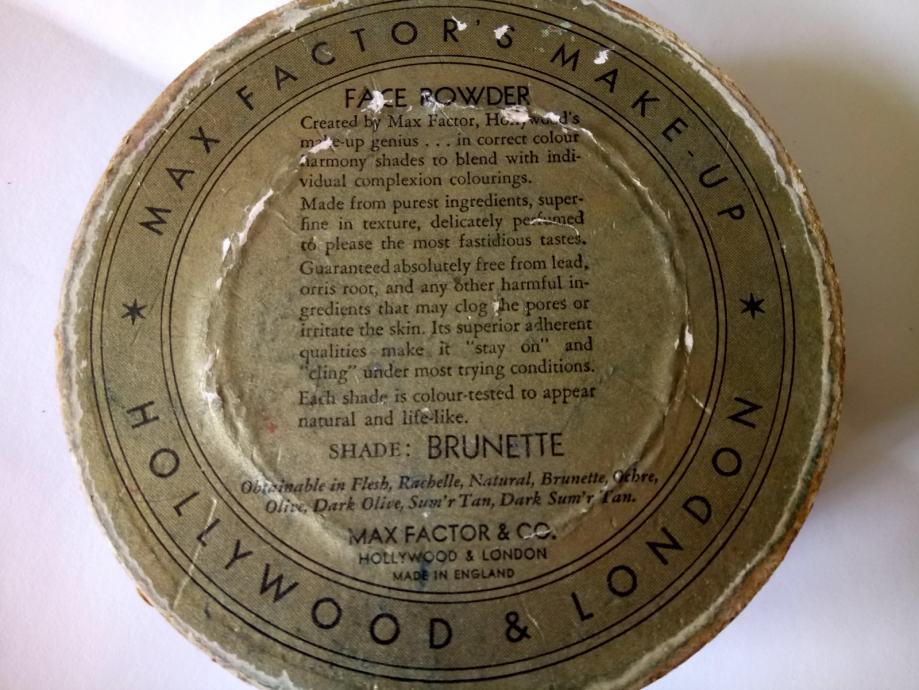 MAX FACTOR'S MAKE-UP
FACE POWDER
Created by Max Factor, Hollywood's
make-up genius . . . in correct colour
harmony shades to blend with indi-
vidual complexion colourings.
Made from purest ingredients, super-
fine in texture, delicately perfumed
to please the most fastidious tastes.
Guaranteed absolutely free from lead,
orris root, and any other harmful in-
gredients that may clog the pores or
irritate the skin. Its superior adherent
qualities make it "stay on" and
"cling" under most trying conditions.
Each shade is colour-tested to appear
natural and life-like.
SHADE: BRUNETTE
Obtainable in Flesh, Rachelle, Natural, Brunette, Ochre,
Olive, Dark Olive, Sum'r Tan, Dark Sum'r Tan.
MAX FACTOR & CO.
HOLLYWOOD & LONDON
MADE IN ENGLAND
HOLLYWOOD & LONDON